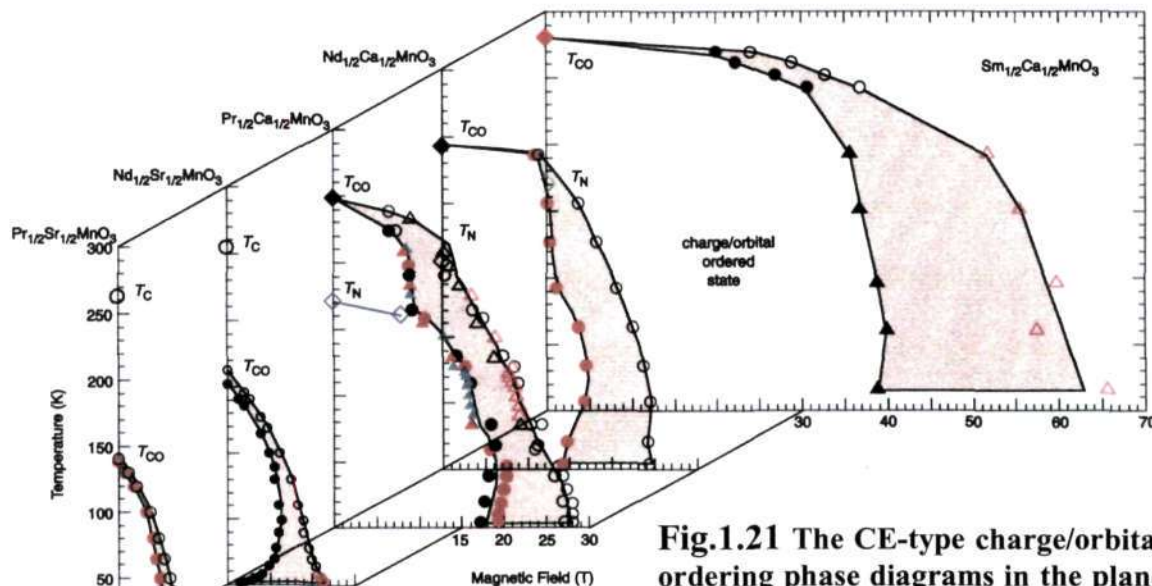 Sm1/2Ca1/2MnO3
TCO
Nd1/2Ca1/2MnO3
TCO
TN
Pr1/2Ca1/2MnO3
TCO
TN
TN
Nd1/2Sr1/2MnO3
TC
TCO
Pr1/2Sr1/2MnO3
TC
TCO
charge/orbital
ordered
state
300
250
200
150
100
50
Temperature (K)
30 40 50 60 70
15 20 25 30
Magnetic Field (T)
Fig.1.21 The CE-type charge/orbita
ordering phase diagrams in the plan